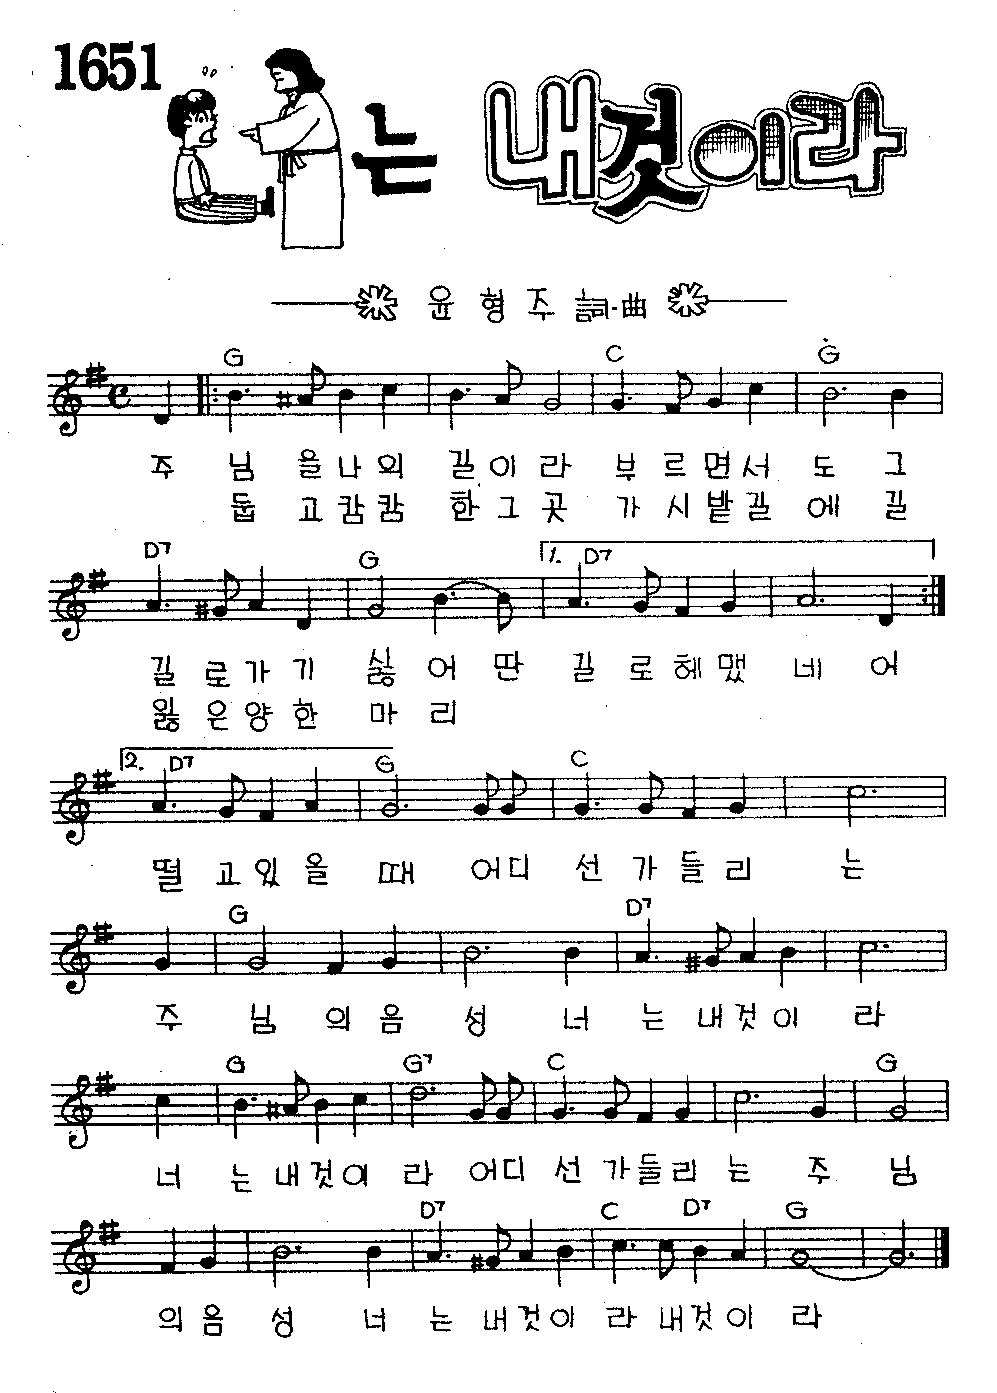 1651
는 내것이라
윤형주 詞·曲
G C G
주 님 을 나 의 길 이 라 부 르 면 서 도 그
둡 고 캄 캄 한 그 곳 가 시 밭 길 에 길
D7 G 1. D7
길 로 가 기 싫 어 딴 길 로 헤 맸 네 어
잃 은 양 한 마 리
2. D7 G C
떨 고 있 을 때 어디 선 가 들 리 는
G D7
주 님 의 음 성 너 는 내 것 이 라
G G7 C G
너 는 내 것 이 라 어디 선 가 들 리 는 주 님
D7 C D7 G
의 음 성 너 는 내 것 이 라 내 것 이 라